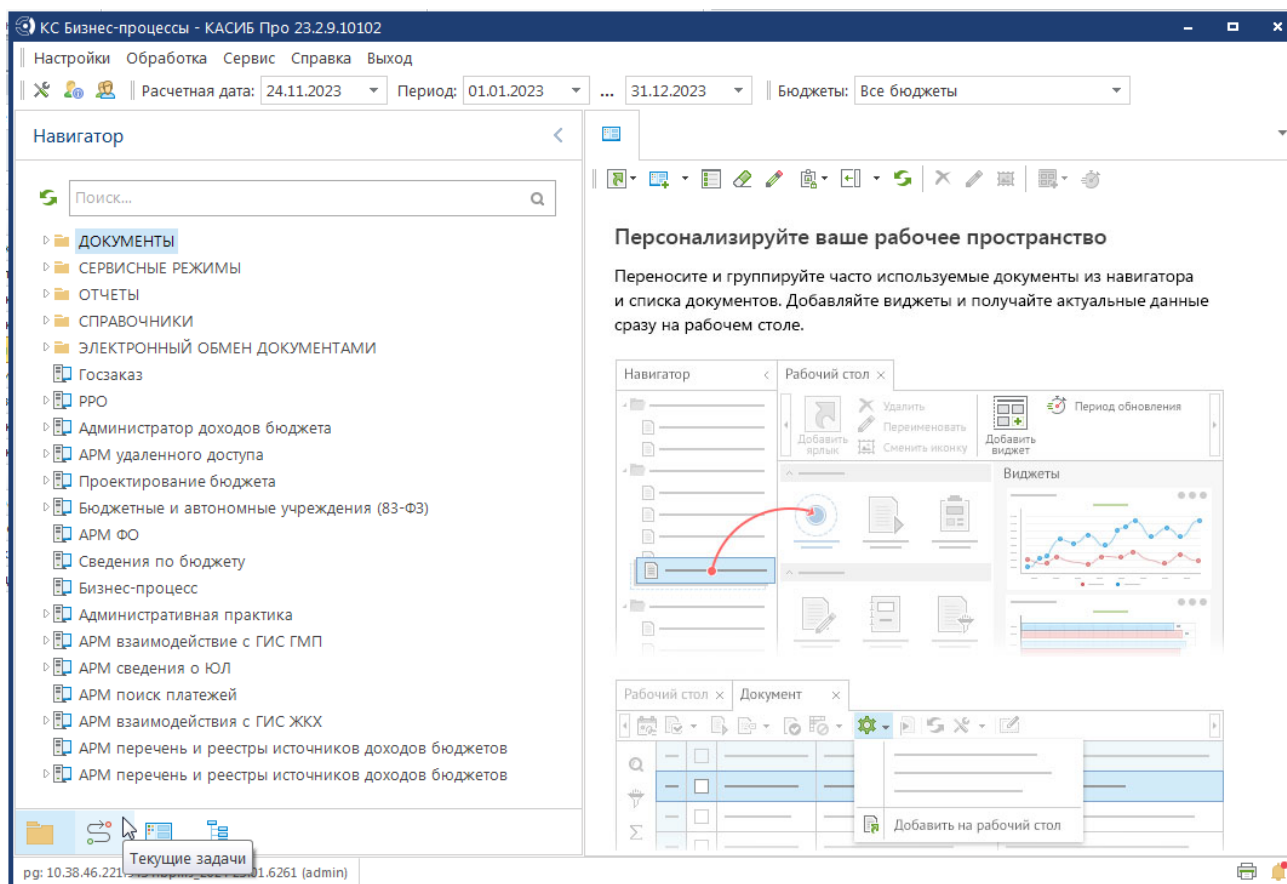 КС Бизнес-процессы - КАСИБ Про 23.2.9.10102
Настройки Обработка Сервис Справка Выход
Расчетная дата: 24.11.2023 Период: 01.01.2023 ... 31.12.2023 Бюджеты: Все бюджеты
Навигатор
Поиск...
ДОКУМЕНТЫ
СЕРВИСНЫЕ РЕЖИМЫ
ОТЧЕТЫ
СПРАВОЧНИКИ
ЭЛЕКТРОННЫЙ ОБМЕН ДОКУМЕНТАМИ
Госзаказ
РРО
Администратор доходов бюджета
АРМ удаленного доступа
Проектирование бюджета
Бюджетные и автономные учреждения (83-ФЗ)
АРМ ФО
Сведения по бюджету
Бизнес-процесс
Административная практика
АРМ взаимодействие с ГИС ГМП
АРМ сведения о ЮЛ
АРМ поиск платежей
АРМ взаимодействия с ГИС ЖКХ
АРМ перечень и реестры источников доходов бюджетов
АРМ перечень и реестры источников доходов бюджетов
Текущие задачи
Персонализируйте ваше рабочее пространство
Переносите и группируйте часто используемые документы из навигатора
и списка документов. Добавляйте виджеты и получайте актуальные данные
сразу на рабочем столе.
Навигатор
Рабочий стол
Добавить
ярлык
Удалить
Переименовать
Сменить иконку
Добавить
виджет
Период обновления
Виджеты
Рабочий стол
Документ
Добавить на рабочий стол
pg: 10.38.46.221 .6261 (admin)